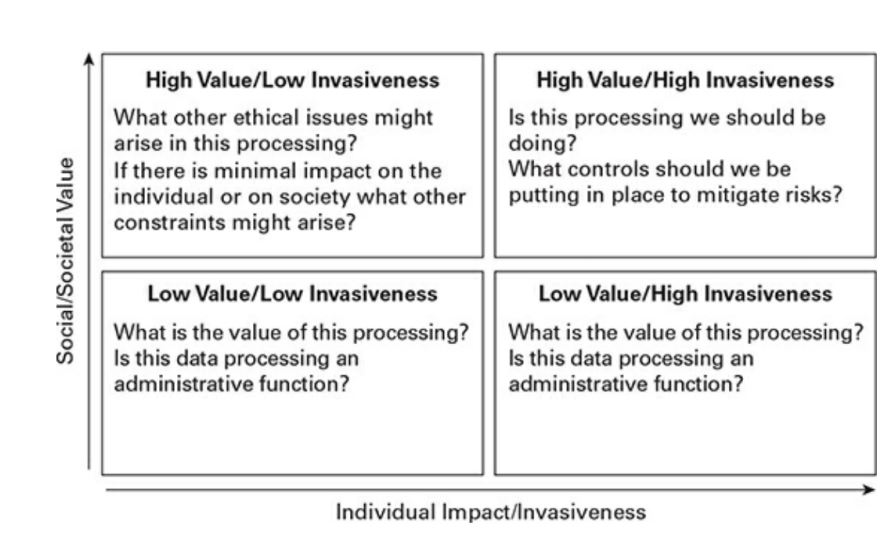 High Value/Low Invasiveness
What other ethical issues might
arise in this processing?
If there is minimal impact on the
individual or on society what other
constraints might arise?
High Value/High Invasiveness
Is this processing we should be
doing?
What controls should we be
putting in place to mitigate risks?
Low Value/Low Invasiveness
What is the value of this processing?
Is this data processing an
administrative function?
Low Value/High Invasiveness
What is the value of this processing?
Is this data processing an
administrative function?
Social/Societal Value
Individual Impact/Invasiveness